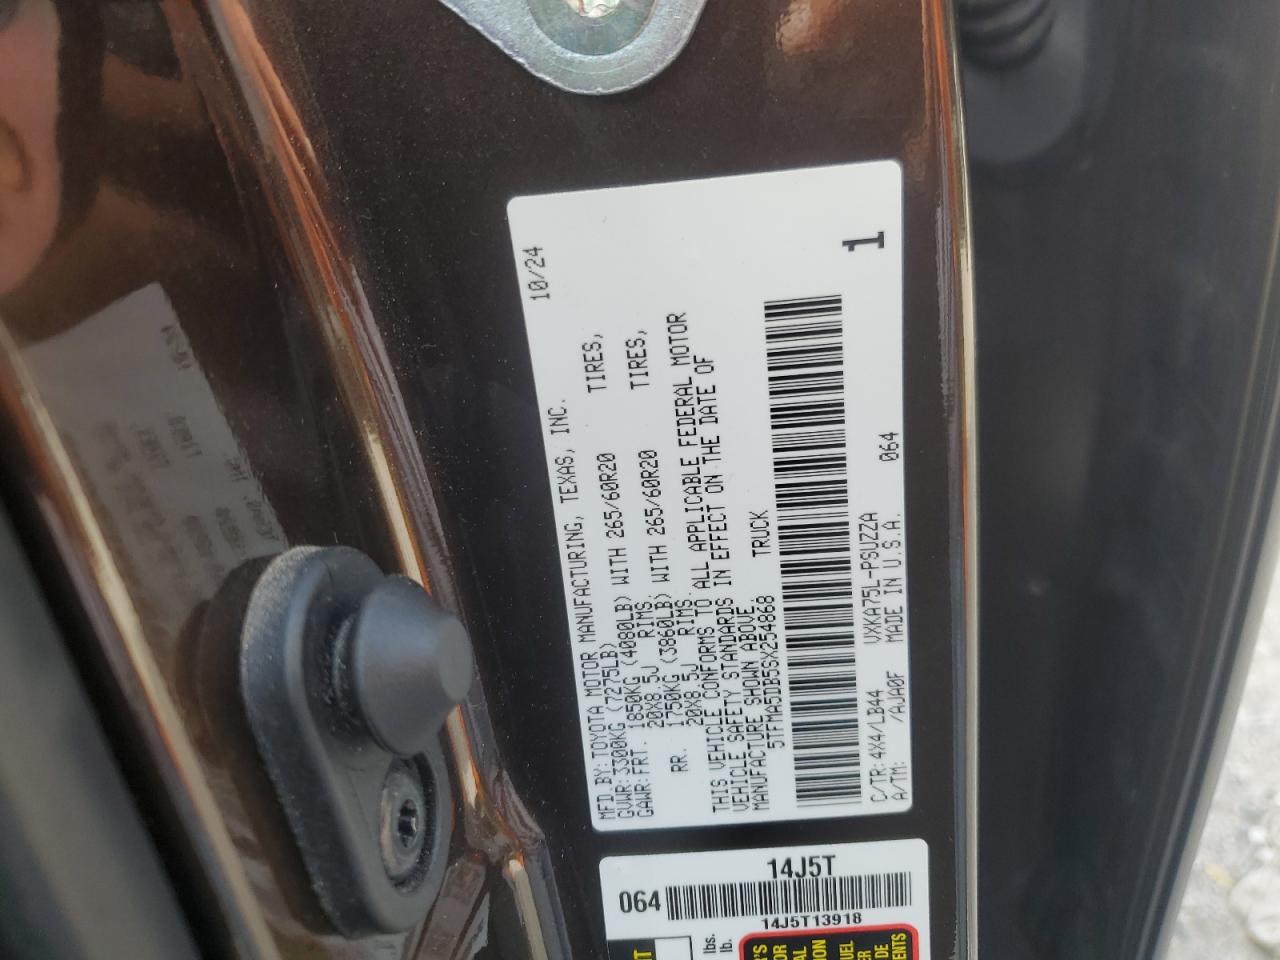 10/24
MFD.BY:TOYOTA MOTOR MANUFACTURING, TEXAS, INC.
GVWR:3300KG (7275LB)
GAWR:FRT. 1850KG (4080LB) WITH 265/60R20 TIRES,
20X8.5J RIMS.
RR. 1750KG (3860LB) WITH 265/60R20 TIRES,
20X8.5J RIMS.
THIS VEHICLE CONFORMS TO ALL APPLICABLE FEDERAL MOTOR
VEHICLE SAFETY STANDARDS IN EFFECT ON THE DATE OF
MANUFACTURE SHOWN ABOVE.
5TFMA5DB5SX254868 TRUCK
1
C/TR:4X4/LB44 VXKA75L-PSUZZA 064
A/TM: /AJA0F MADE IN U.S.A.
14J5T
064
14J5T13918
lbs.
lb.